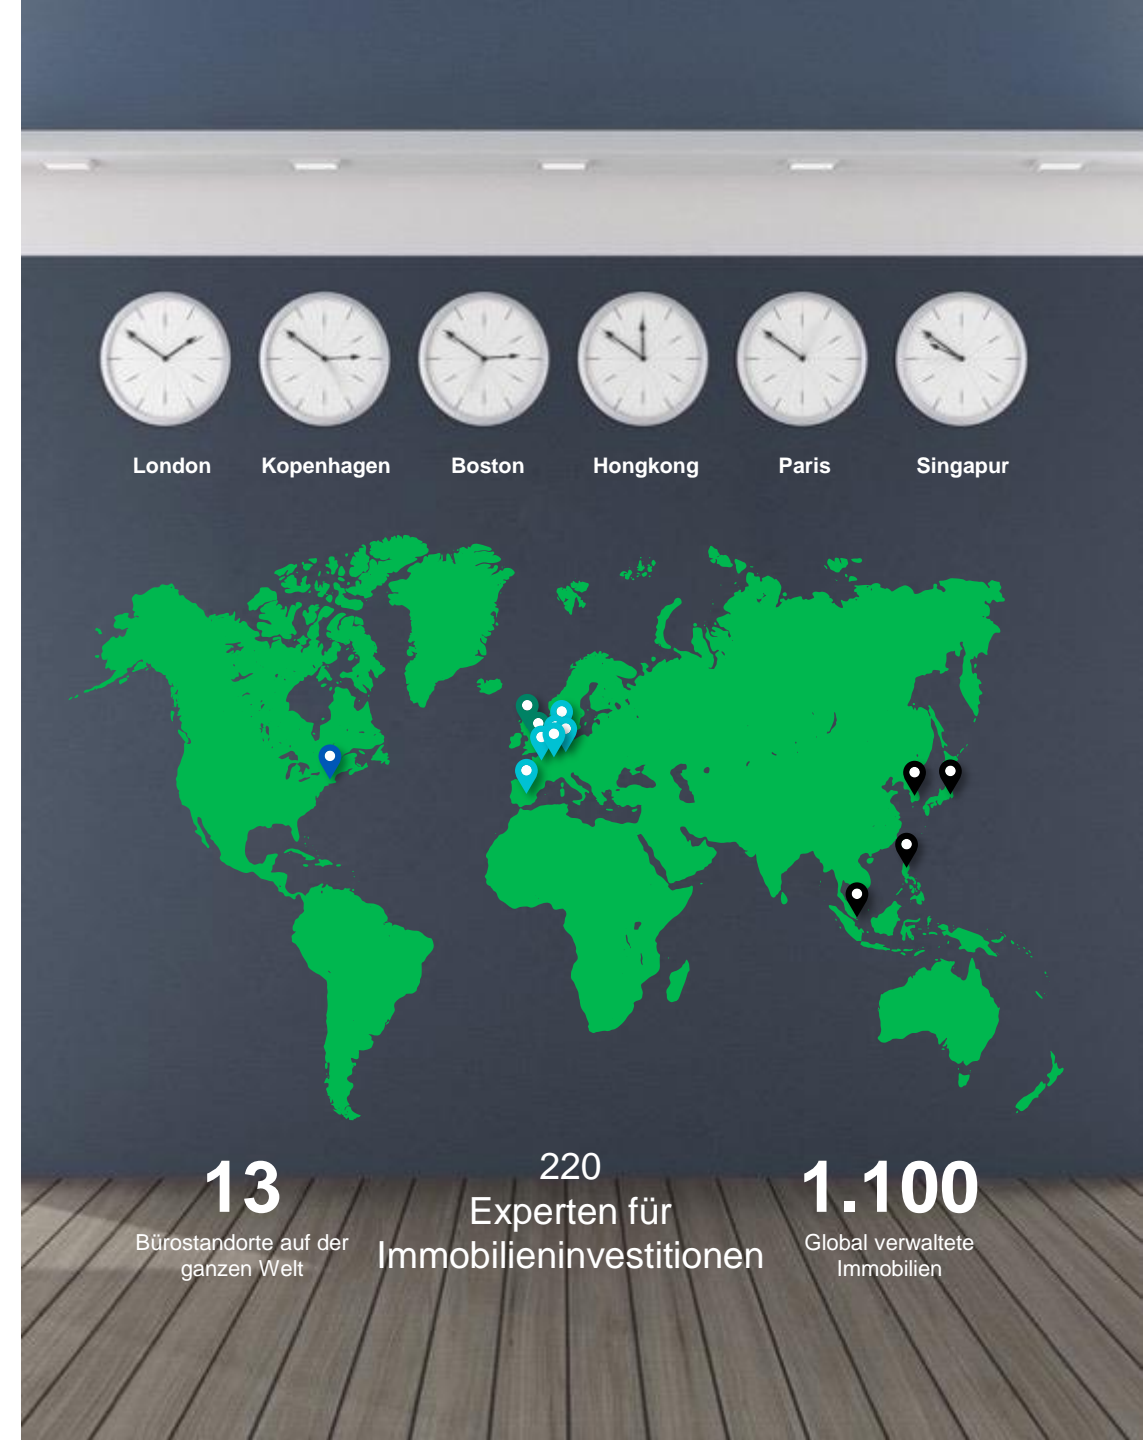 London
Kopenhagen
Boston
Hongkong
Paris
Singapur
13
Bürostandorte auf der
ganzen Welt
220
Experten für
Immobilieninvestitionen
1.100
Global verwaltete
Immobilien